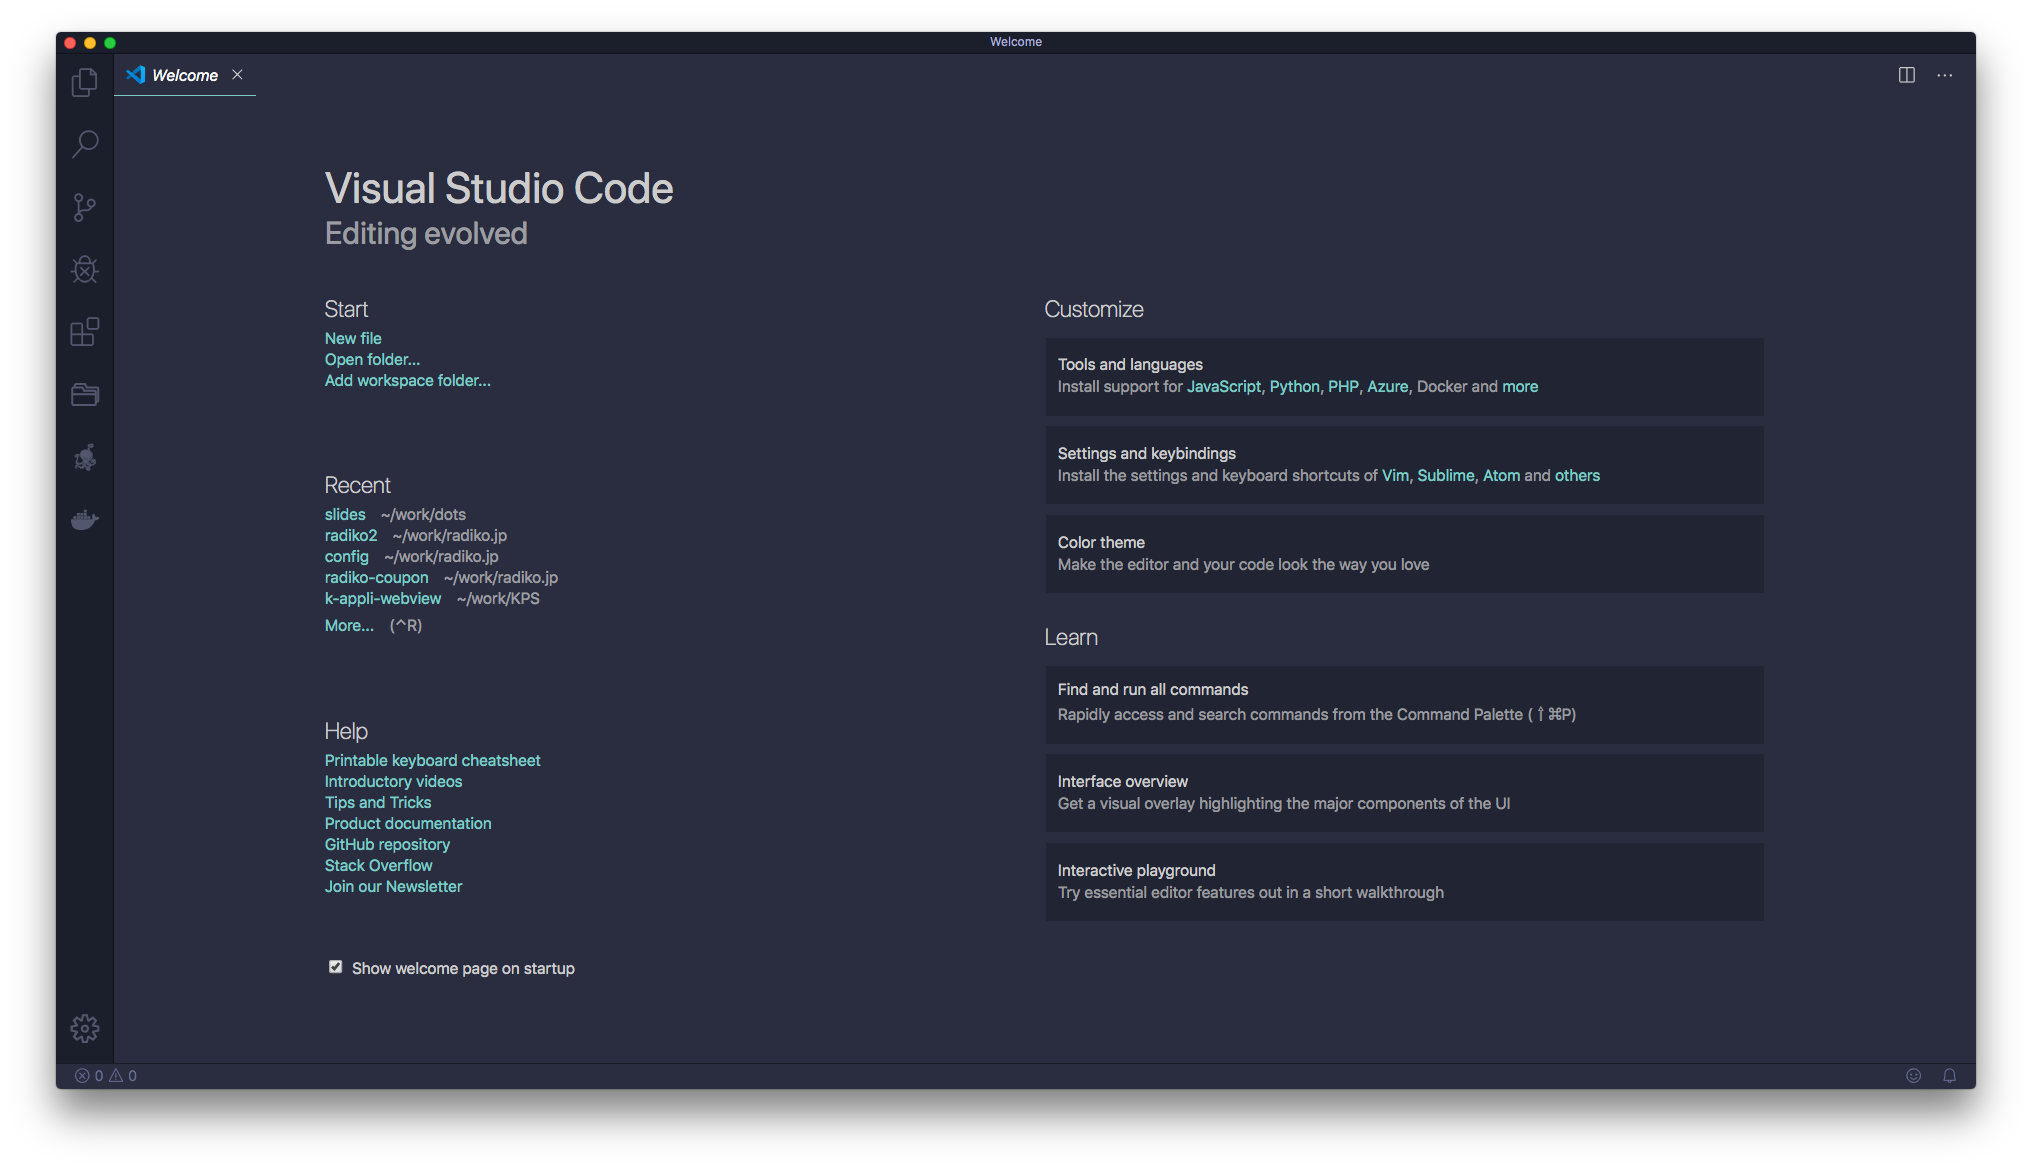 Welcome
Welcome
Visual Studio Code
Editing evolved
Start
New file
Open folder...
Add workspace folder...
Recent
slides ~/work/dots
radiko2 ~/work/radiko.jp
config ~/work/radiko.jp
radiko-coupon ~/work/radiko.jp
k-appli-webview ~/work/KPS
More... (^R)
Help
Printable keyboard cheatsheet
Introductory videos
Tips and Tricks
Product documentation
GitHub repository
Stack Overflow
Join our Newsletter
Show welcome page on startup
Customize
Tools and languages
Install support for JavaScript, Python, PHP, Azure, Docker and more
Settings and keybindings
Install the settings and keyboard shortcuts of Vim, Sublime, Atom and others
Color theme
Make the editor and your code look the way you love
Learn
Find and run all commands
Rapidly access and search commands from the Command Palette (⇧⌘P)
Interface overview
Get a visual overlay highlighting the major components of the UI
Interactive playground
Try essential editor features out in a short walkthrough
0 0